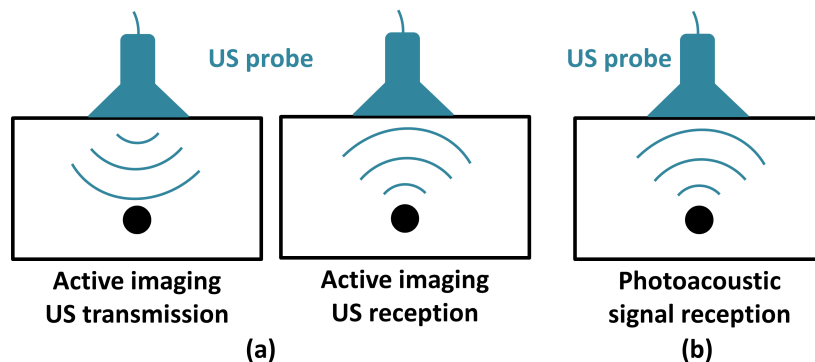 US probe
US probe
Active imaging
US transmission
Active imaging
US reception
(a)
Photoacoustic
signal reception
(b)